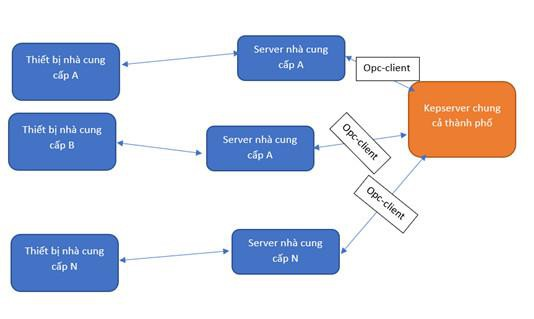 Thiết bị nhà cung
cấp A
Server nhà cung
cấp A
Opc-client
Kepserver chung
cả thành phố
Thiết bị nhà cung
cấp B
Server nhà cung
cấp A
Opc-client
Opc-client
Thiết bị nhà cung
cấp N
Server nhà cung
cấp N